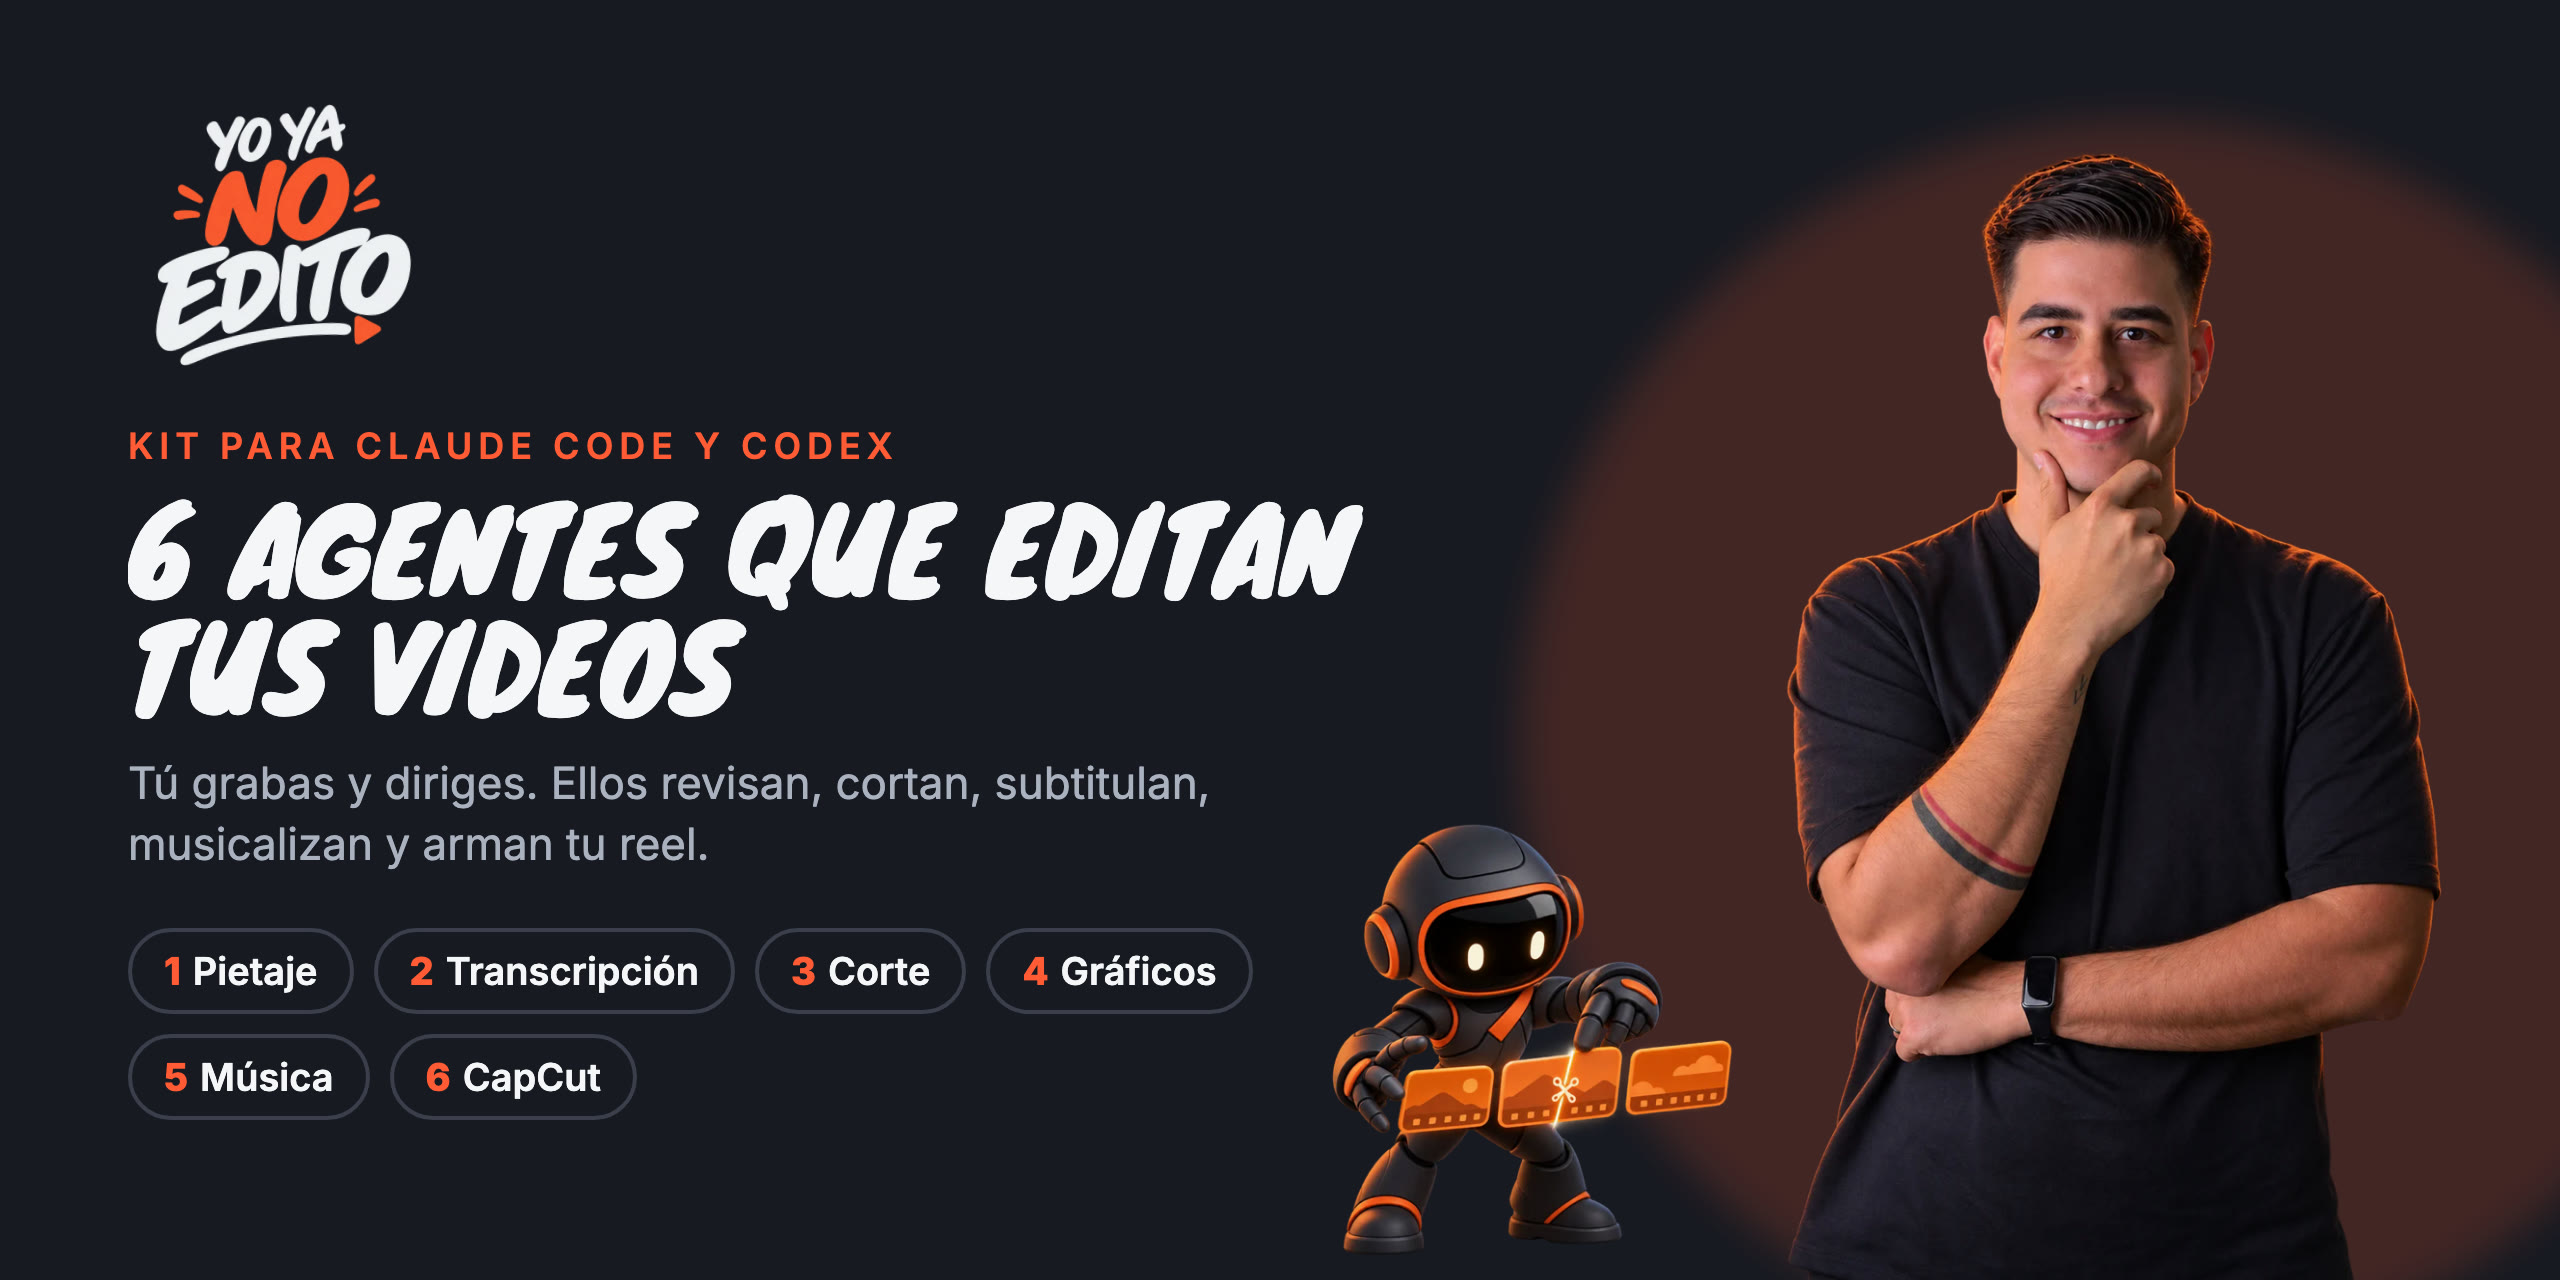 YO YA
NO
EDITO
KIT PARA CLAUDE CODE Y CODEX
6 AGENTES QUE EDITAN
TUS VIDEOS
Tú grabas y diriges. Ellos revisan, cortan, subtitulan,
musicalizan y arman tu reel.
1 Pietaje
2 Transcripción
3 Corte
4 Gráficos
5 Música
6 CapCut